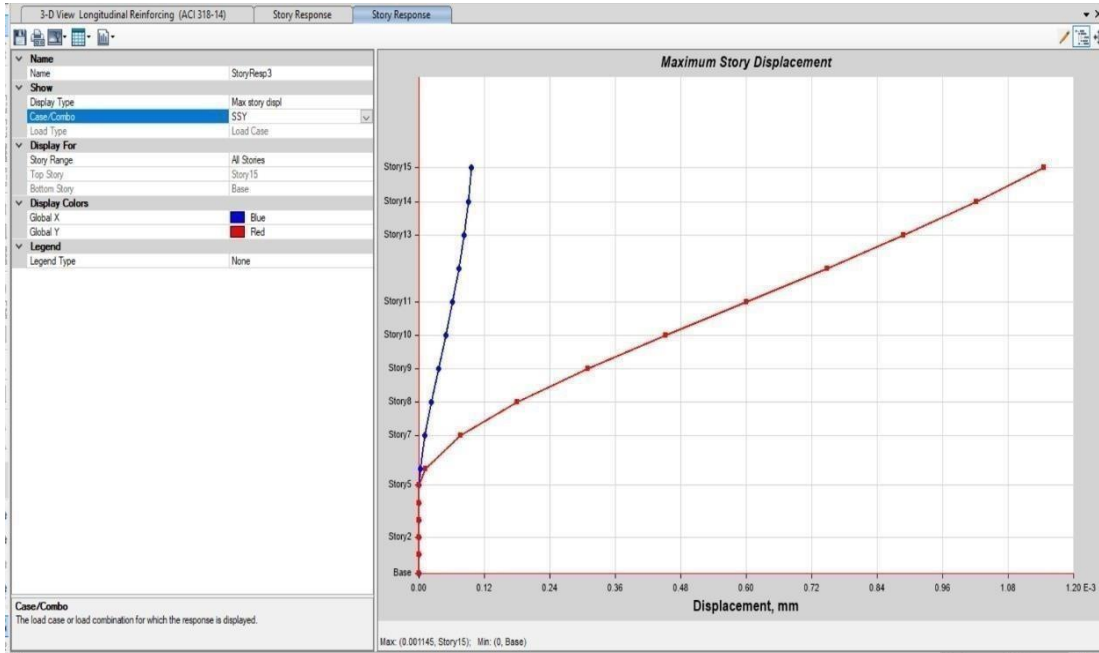 3-D View Longitudinal Reinforcing (ACI 318-14) Story Response Story Response
Name
Name StoryResp3
Show
Display Type Max story displ
Case/Combo SSY
Load Type Load Case
Display For
Story Range All Stories
Top Story Story15
Bottom Story Base
Display Colors
Global X Blue
Global Y Red
Legend
Legend Type None
Case/Combo
The load case or load combination for which the response is displayed.
Maximum Story Displacement
Story15
Story14
Story13
Story11
Story10
Story9
Story8
Story7
Story5
Story2
Base
0.00 0.12 0.24 0.36 0.48 0.60 0.72 0.84 0.96 1.08 1.20 E-3
Displacement, mm
Max: (0.001145, Story15); Min: (0, Base)